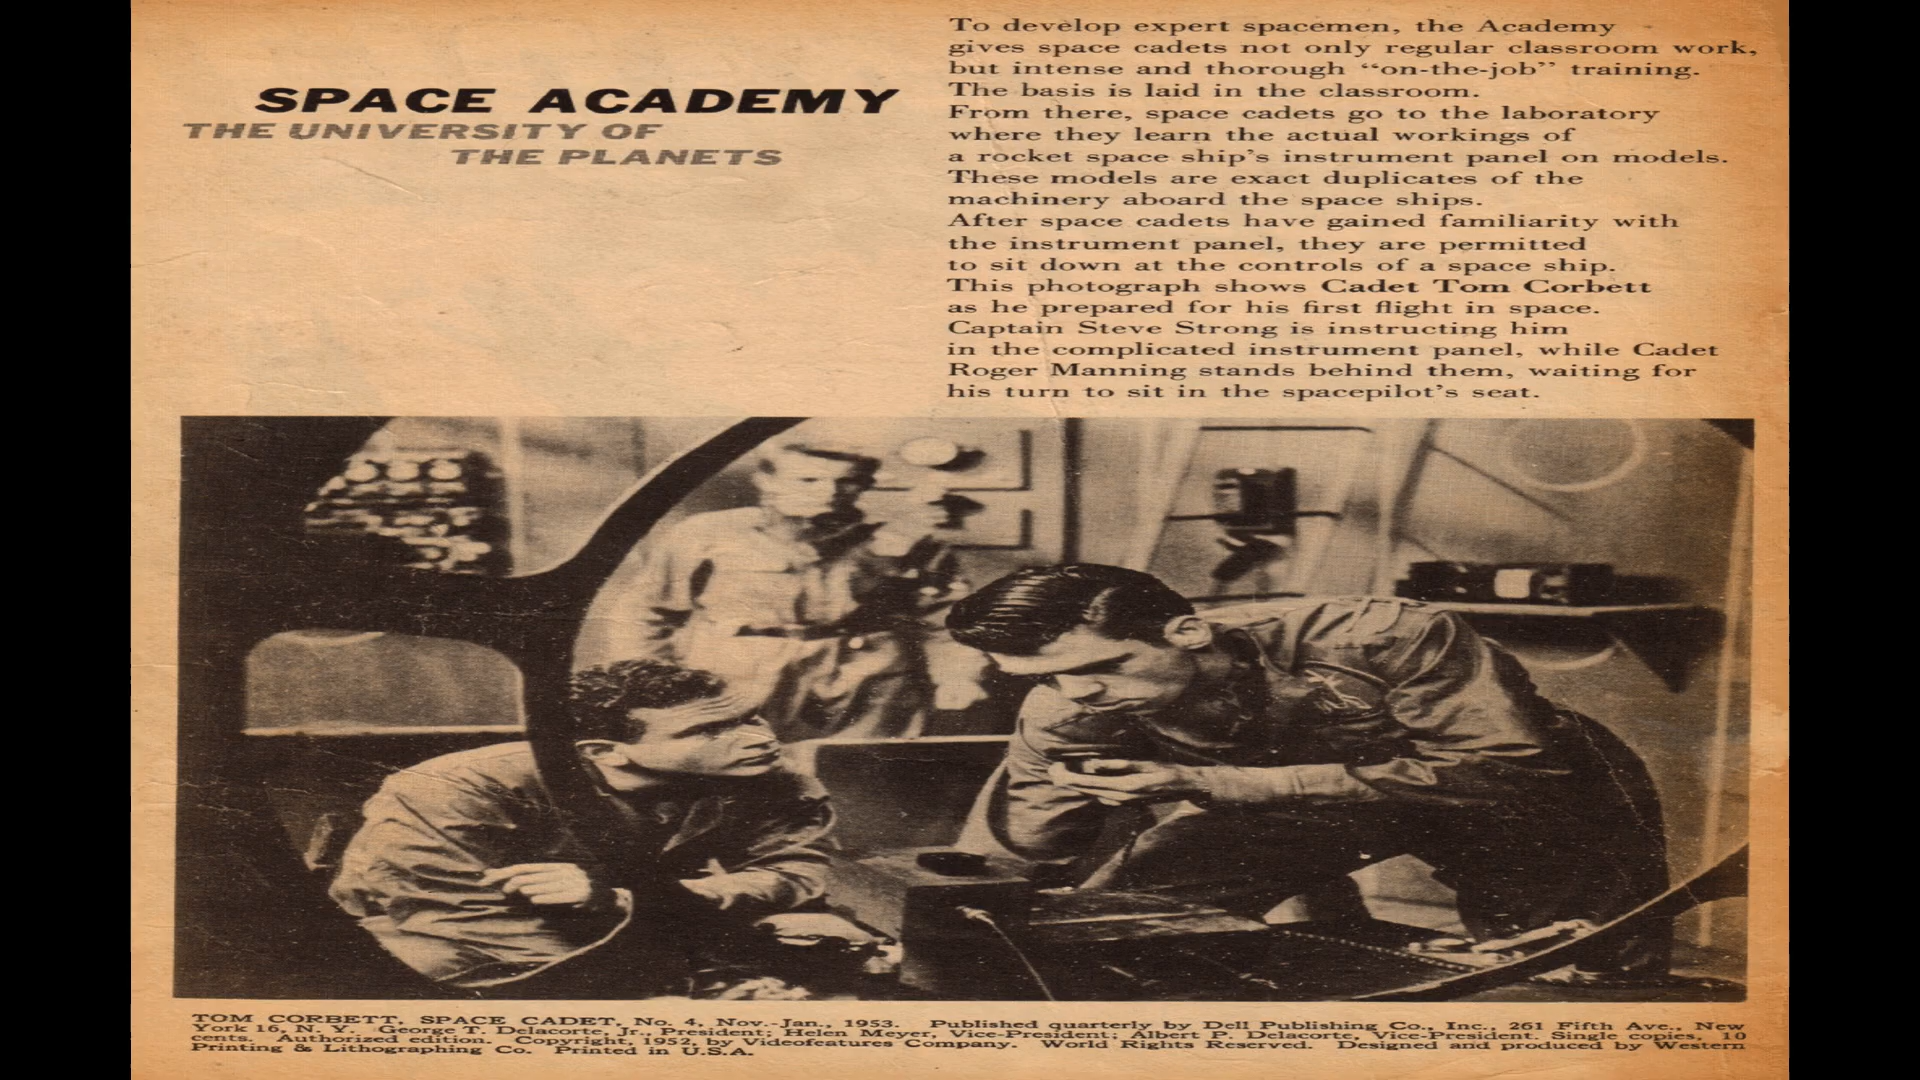 SPACE ACADEMY
THE UNIVERSITY OF
THE PLANETS
To develop expert spacemen, the Academy
gives space cadets not only regular classroom work,
but intense and thorough “on-the-job” training.
The basis is laid in the classroom.
From there, space cadets go to the laboratory
where they learn the actual workings of
a rocket space ship’s instrument panel on models.
These models are exact duplicates of the
machinery aboard the space ships.
After space cadets have gained familiarity with
the instrument panel, they are permitted
to sit down at the controls of a space ship.
This photograph shows Cadet Tom Corbett
as he prepared for his first flight in space.
Captain Steve Strong is instructing him
in the complicated instrument panel, while Cadet
Roger Manning stands behind them, waiting for
his turn to sit in the spacepilot’s seat.
TOM CORBETT, SPACE CADET, No. 4, Nov.-Jan., 1953. Published quarterly by Dell Publishing Co., Inc., 261 Fifth Ave., New
York 16, N. Y. George T. Delacorte, Jr., President; Helen Meyer, Vice-President; Albert P. Delacorte, Vice-President. Single copies, 10
cents. Authorized edition. Copyright, 1952, by Videofeatures Company. World Rights Reserved. Designed and produced by Western
Printing & Lithographing Co. Printed in U.S.A.